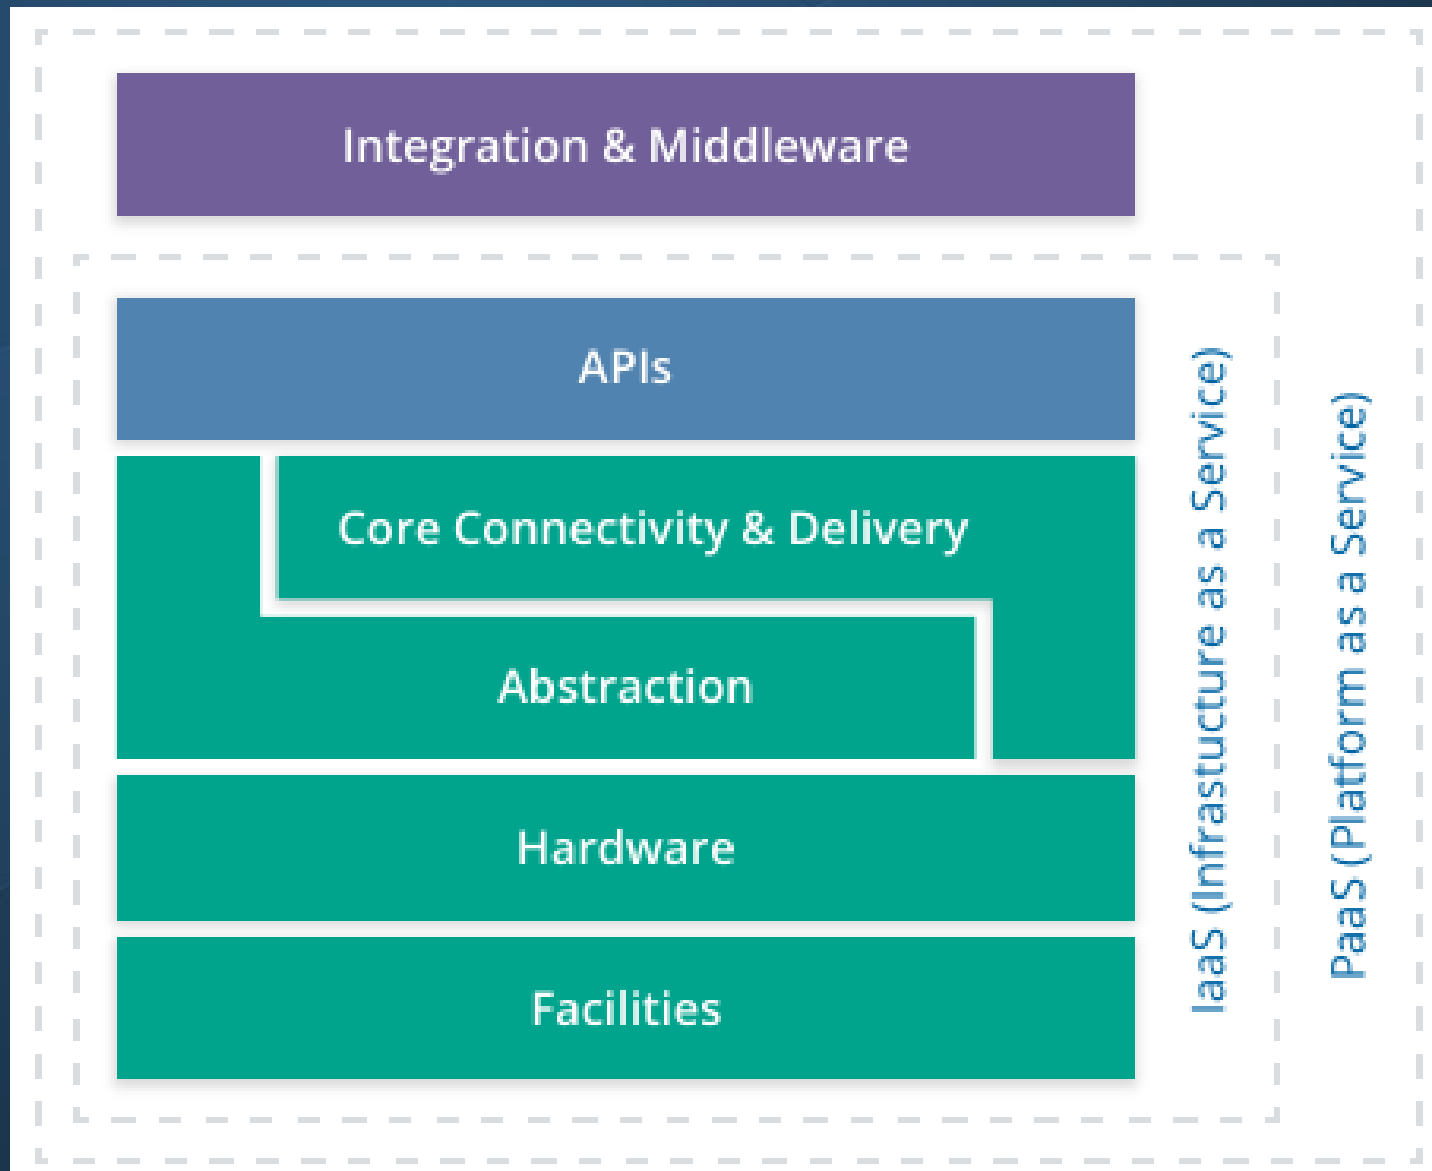 Integration & Middleware
APIs
Core Connectivity & Delivery
Abstraction
Hardware
Facilities
IaaS (Infrastucture as a Service)
PaaS (Platform as a Service)